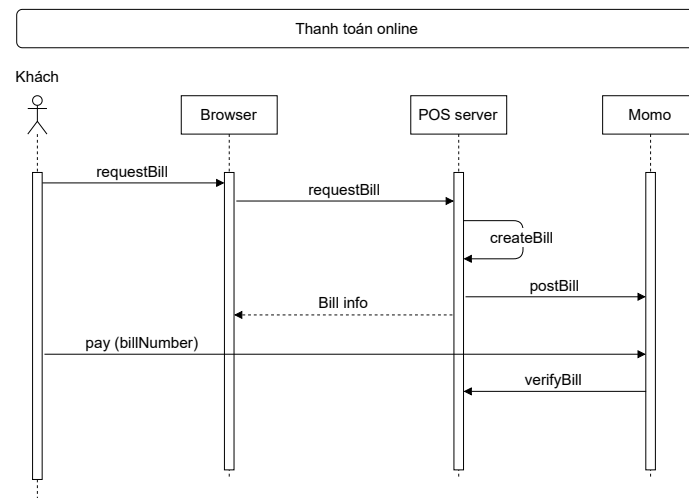 Thanh toán online
Khách
Browser
POS server
Momo
requestBill
requestBill
createBill
postBill
Bill info
pay (billNumber)
verifyBill